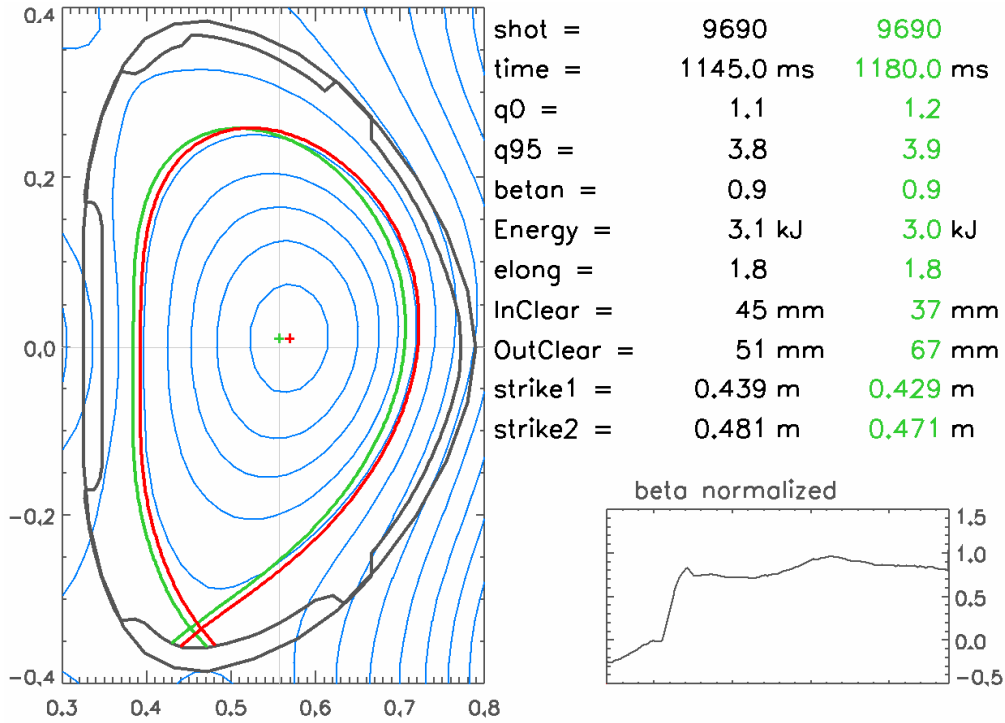 0.4
0.2
0.0
-0.2
-0.4
0.3 0.4 0.5 0.6 0.7 0.8
shot = 9690 9690
time = 1145.0 ms 1180.0 ms
q0 = 1.1 1.2
q95 = 3.8 3.9
betan = 0.9 0.9
Energy = 3.1 kJ 3.0 kJ
elong = 1.8 1.8
InClear = 45 mm 37 mm
OutClear = 51 mm 67 mm
strike1 = 0.439 m 0.429 m
strike2 = 0.481 m 0.471 m
beta normalized
1.5
1.0
0.5
0.0
-0.5